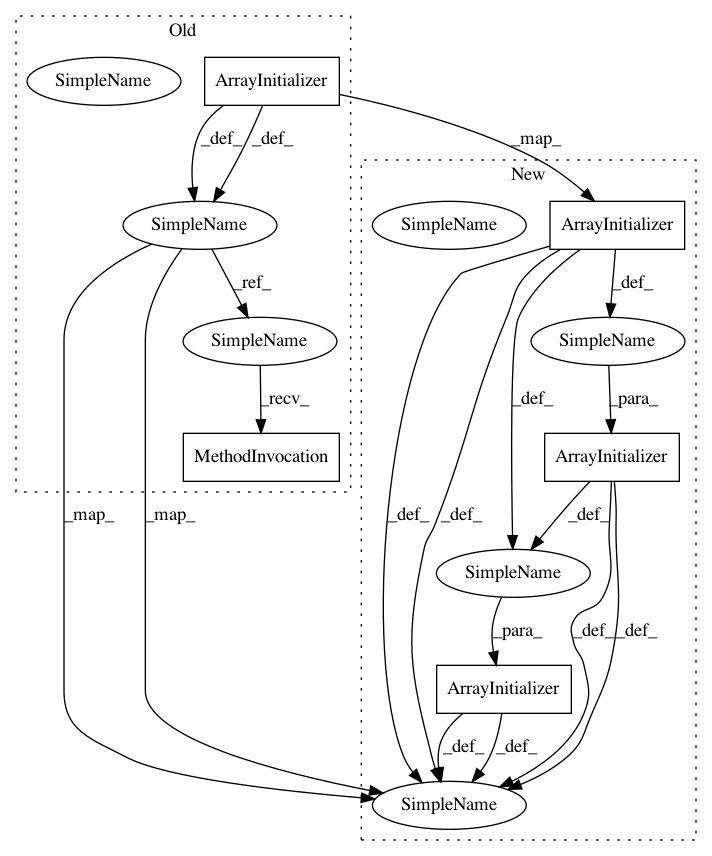 Old
SimpleName
ArrayInitializer
_def_
_def_
_map_
New
SimpleName
SimpleName
ArrayInitializer
_ref_
_def_
SimpleName
SimpleName
_recv_
_def_
_para_
MethodInvocation
ArrayInitializer
_map_
_map_
_def_
_def_
_def_
SimpleName
_para_
_def_
_def_
ArrayInitializer
_def_
_def_
SimpleName